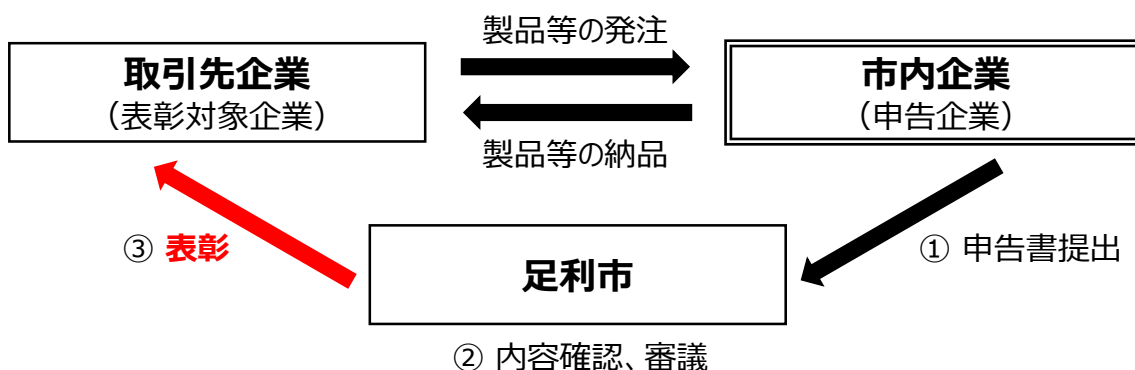 製品等の発注
取引先企業
（表彰対象企業）
市内企業
（申告企業）
製品等の納品
③ 表彰
① 申告書提出
足利市
② 内容確認、審議